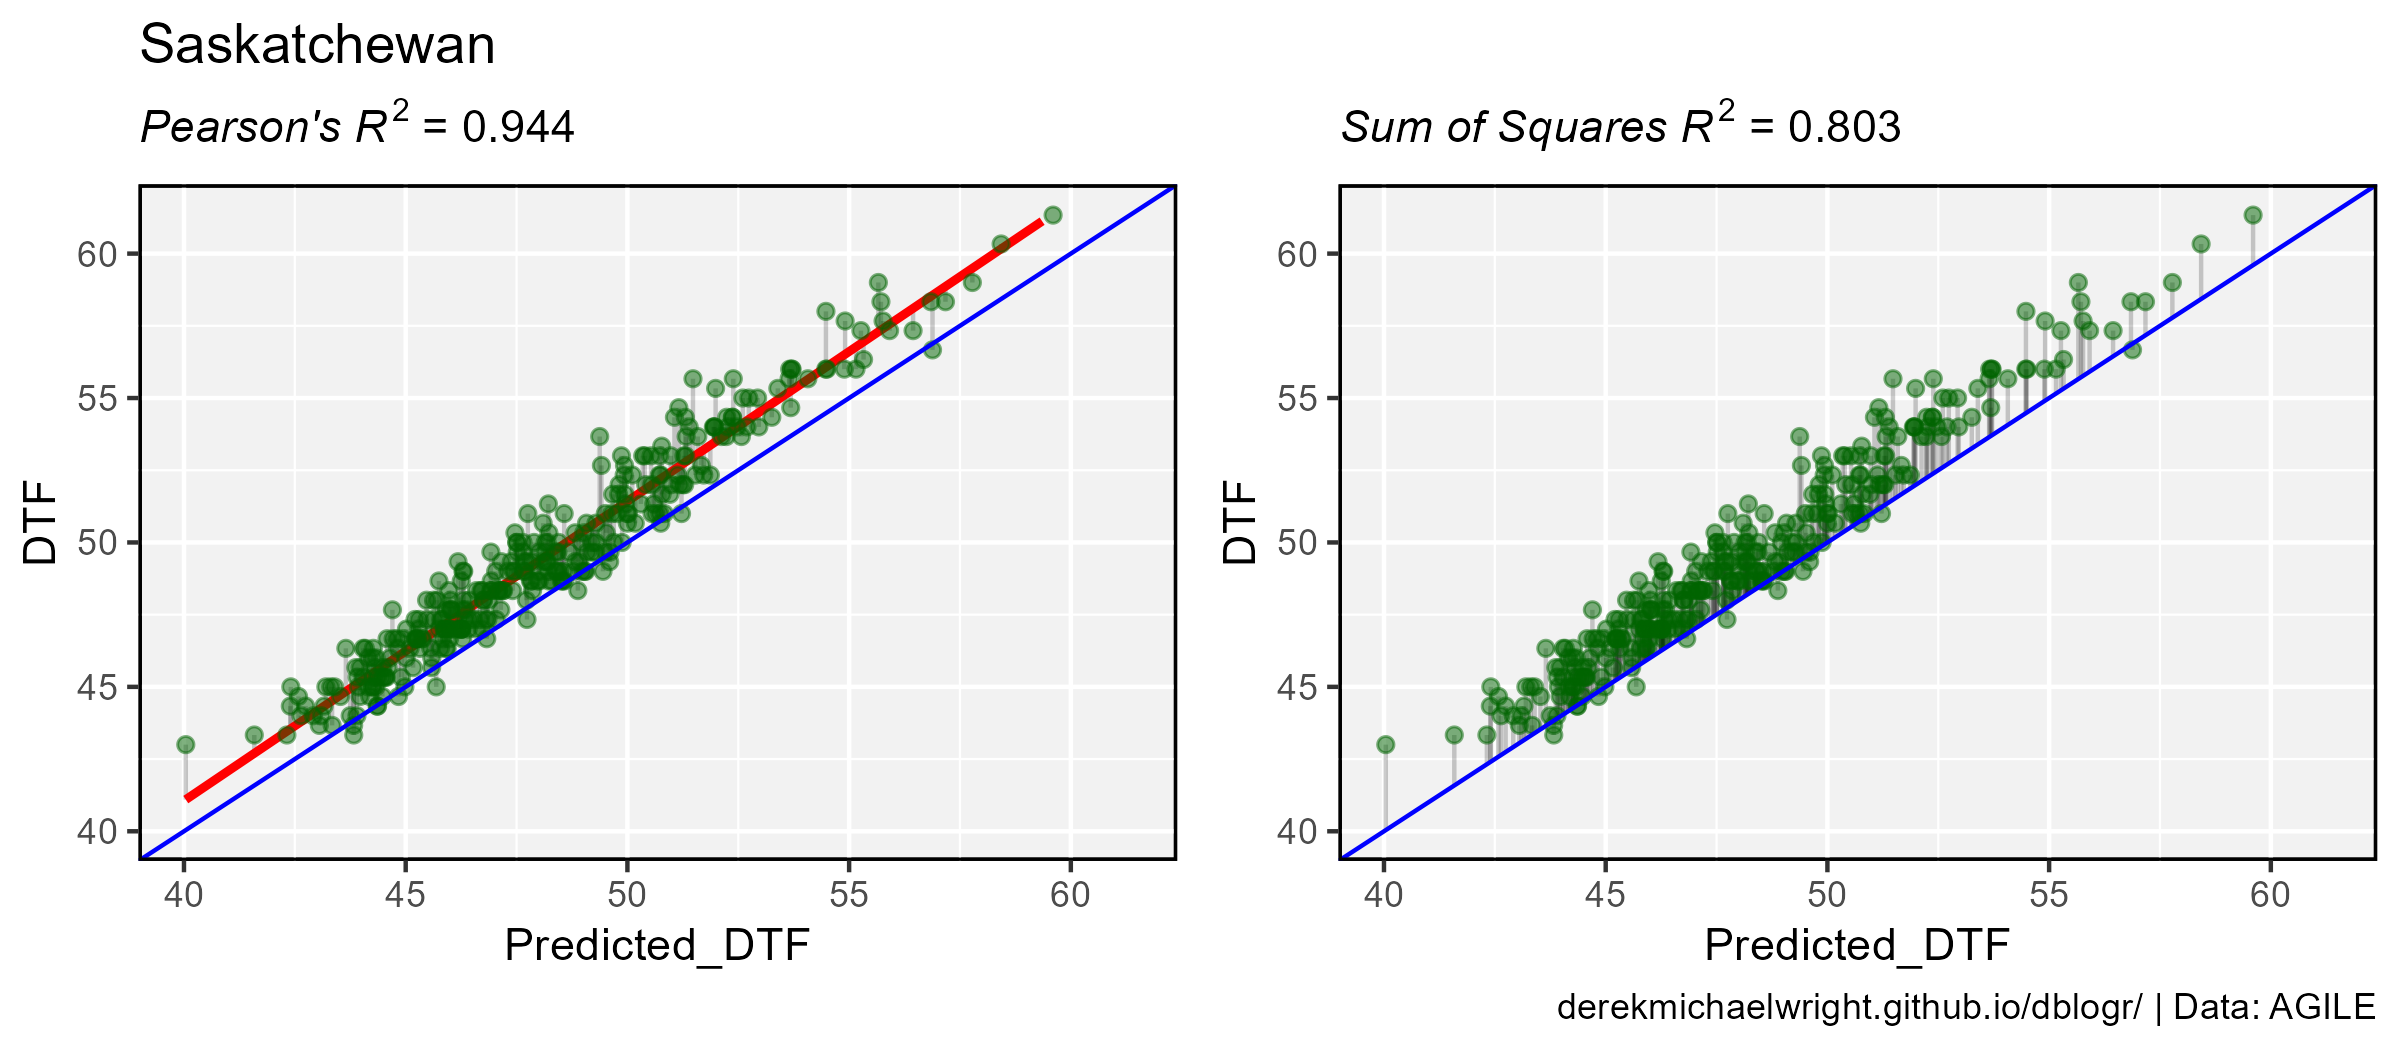 Saskatchewan
Pearson's R² = 0.944
Sum of Squares R² = 0.803
DTF
60
55
50
45
40
40 45 50 55 60
Predicted_DTF
DTF
60
55
50
45
40
40 45 50 55 60
Predicted_DTF
derekmichaelwright.github.io/dblogr/ | Data: AGILE